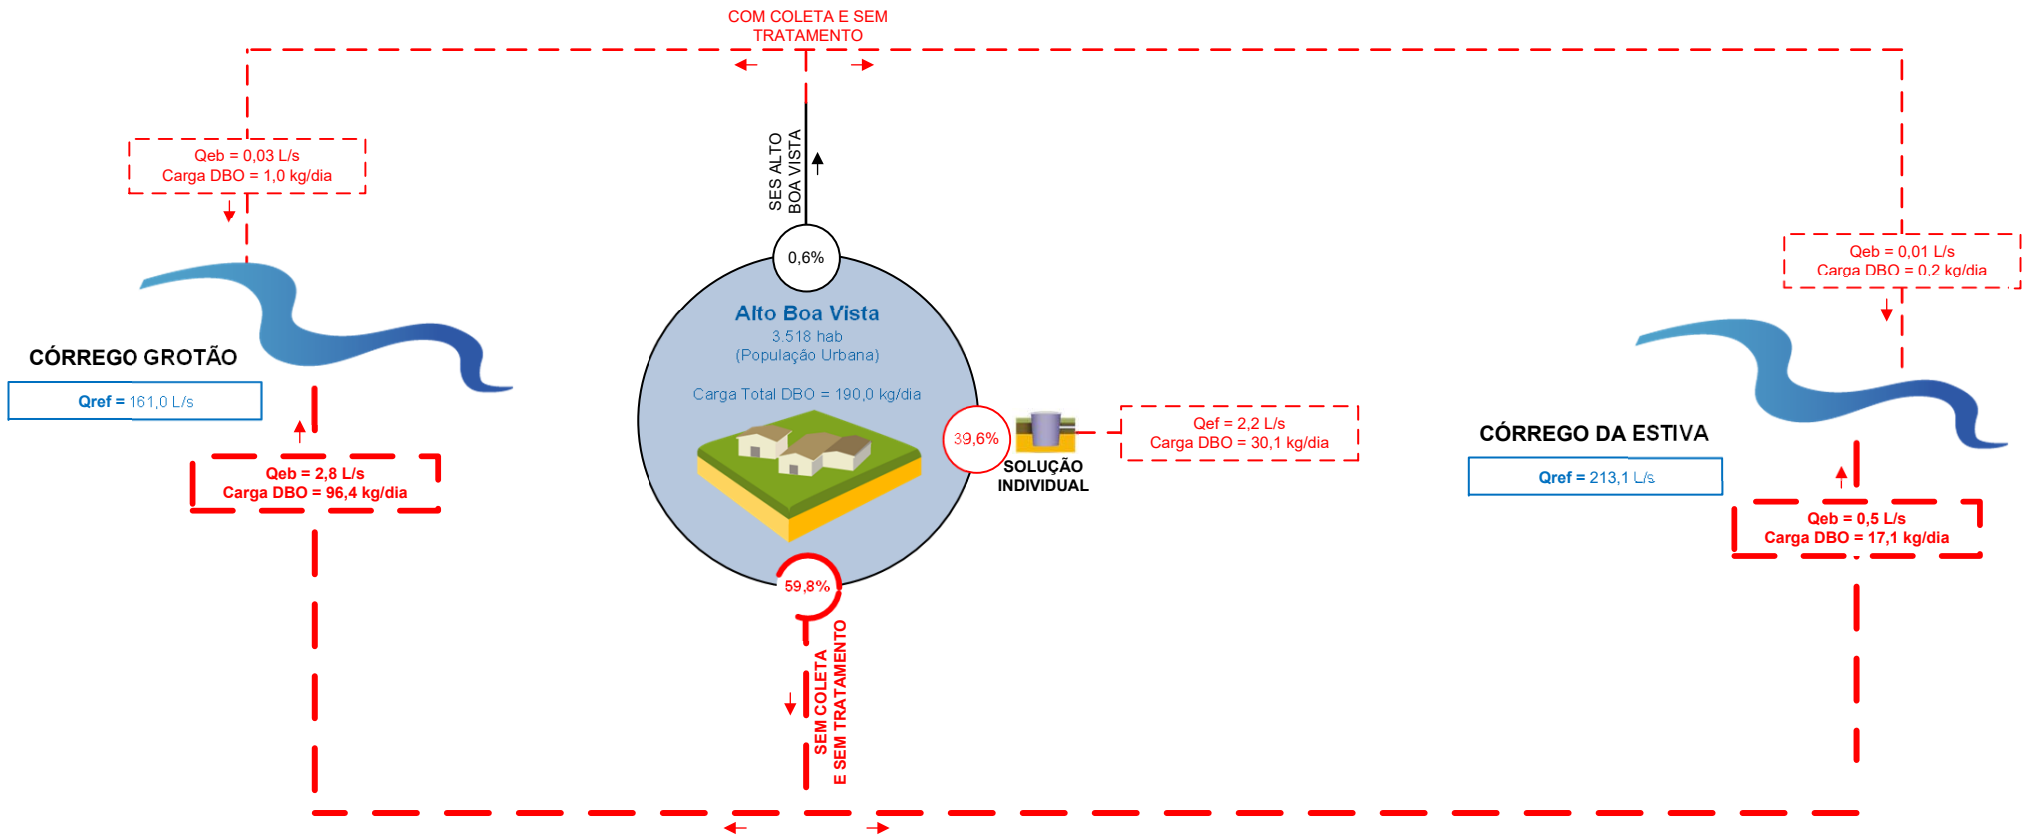 COM COLETA E SEM
TRATAMENTO
Qeb = 0,03 L/s
Carga DBO = 1,0 kg/dia
SES ALTO
BOA VISTA
0,6%
Qeb = 0,01 L/s
Carga DBO = 0,2 kg/dia
Alto Boa Vista
3.518 hab
(População Urbana)
Carga Total DBO = 190,0 kg/dia
CÓRREGO GROTÃO
Qref = 161,0 L/s
39,6%
SOLUÇÃO
INDIVIDUAL
Qef = 2,2 L/s
Carga DBO = 30,1 kg/dia
CÓRREGO DA ESTIVA
Qref = 213,1 L/s
Qeb = 2,8 L/s
Carga DBO = 96,4 kg/dia
Qeb = 0,5 L/s
Carga DBO = 17,1 kg/dia
59,8%
SEM COLETA
E SEM TRATAMENTO